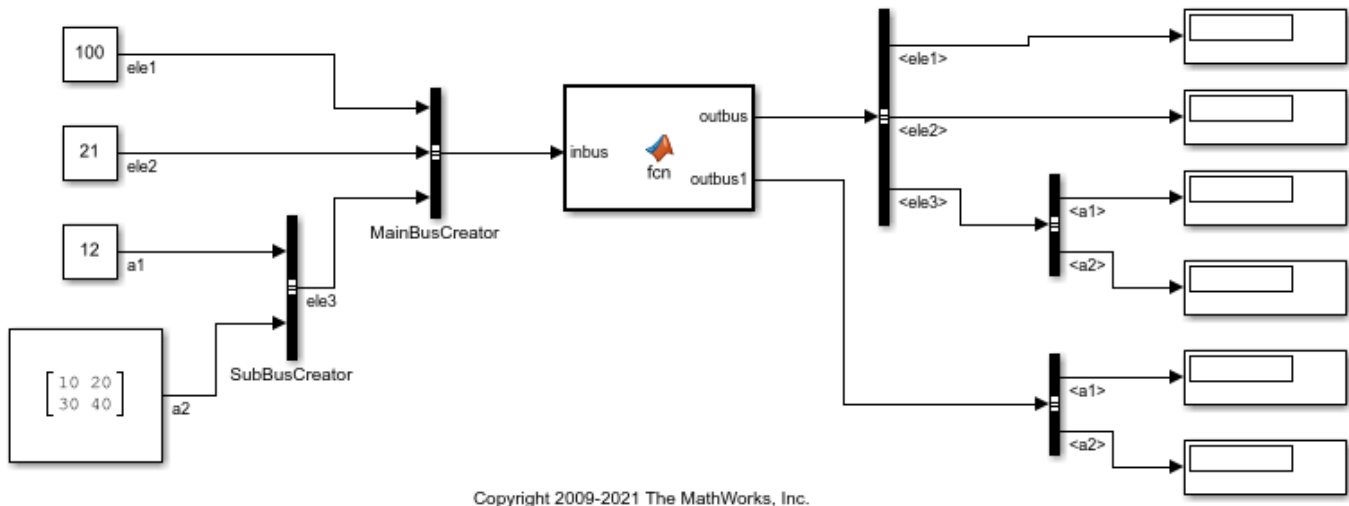 100
ele1
21
ele2
12
a1
[10 20
30 40]
a2
ele3
SubBusCreator
MainBusCreator
inbus
fcn
outbus
outbus1
<ele1>
<ele2>
<ele3>
<a1>
<a2>
<a1>
<a2>
Copyright 2009-2021 The MathWorks, Inc.